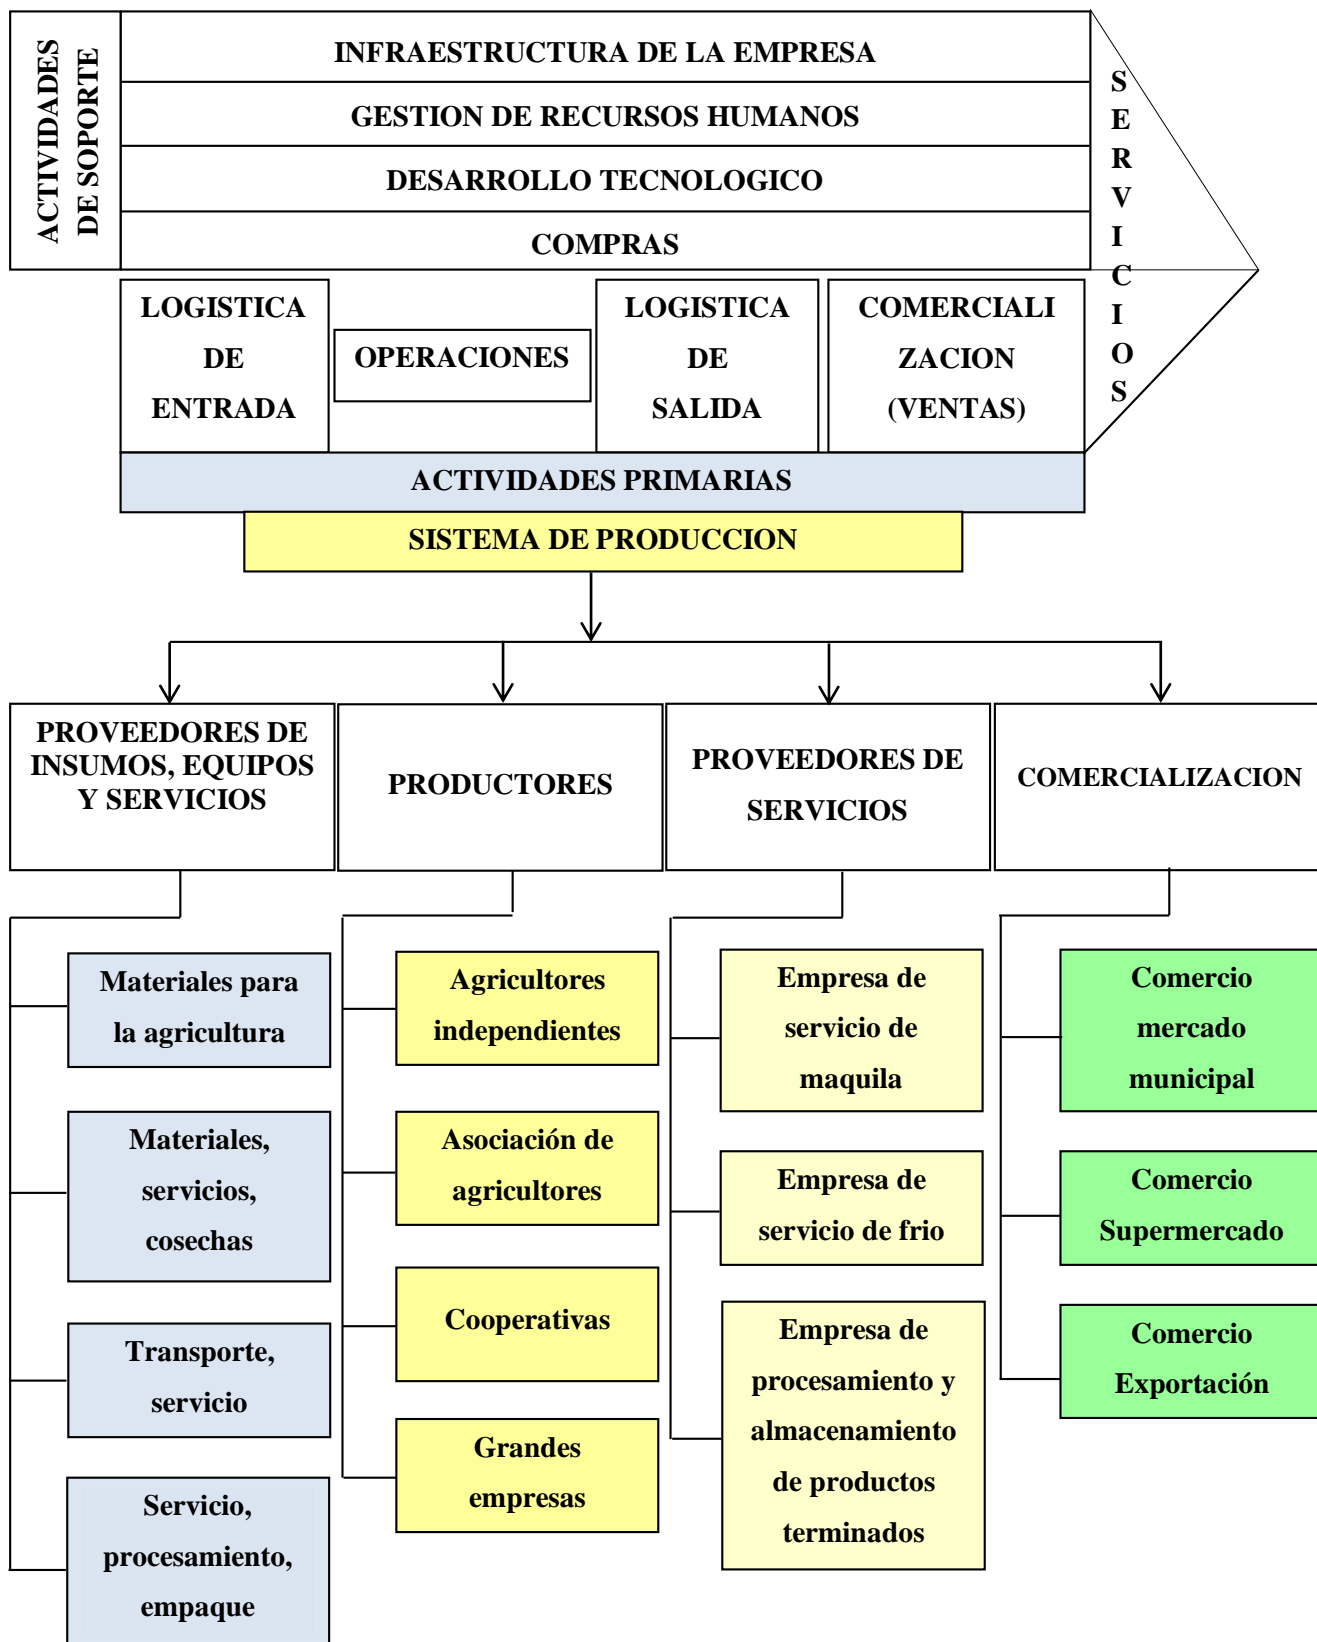 ACTIVIDADES
DE SOPORTE
INFRAESTRUCTURA DE LA EMPRESA
GESTION DE RECURSOS HUMANOS
DESARROLLO TECNOLOGICO
COMPRAS
SERVICIOS
LOGISTICA
DE
ENTRADA
OPERACIONES
LOGISTICA
DE
SALIDA
COMERCIALI
ZACION
(VENTAS)
ACTIVIDADES PRIMARIAS
SISTEMA DE PRODUCCION
PROVEEDORES DE
INSUMOS, EQUIPOS
Y SERVICIOS
PRODUCTORES
PROVEEDORES DE
SERVICIOS
COMERCIALIZACION
Materiales para
la agricultura
Materiales,
servicios,
cosechas
Transporte,
servicio
Servicio,
procesamiento,
empaque
Agricultores
independientes
Asociación de
agricultores
Cooperativas
Grandes
empresas
Empresa de
servicio de
maquila
Empresa de
servicio de frio
Empresa de
procesamiento y
almacenamiento
de productos
terminados
Comercio
mercado
municipal
Comercio
Supermercado
Comercio
Exportación